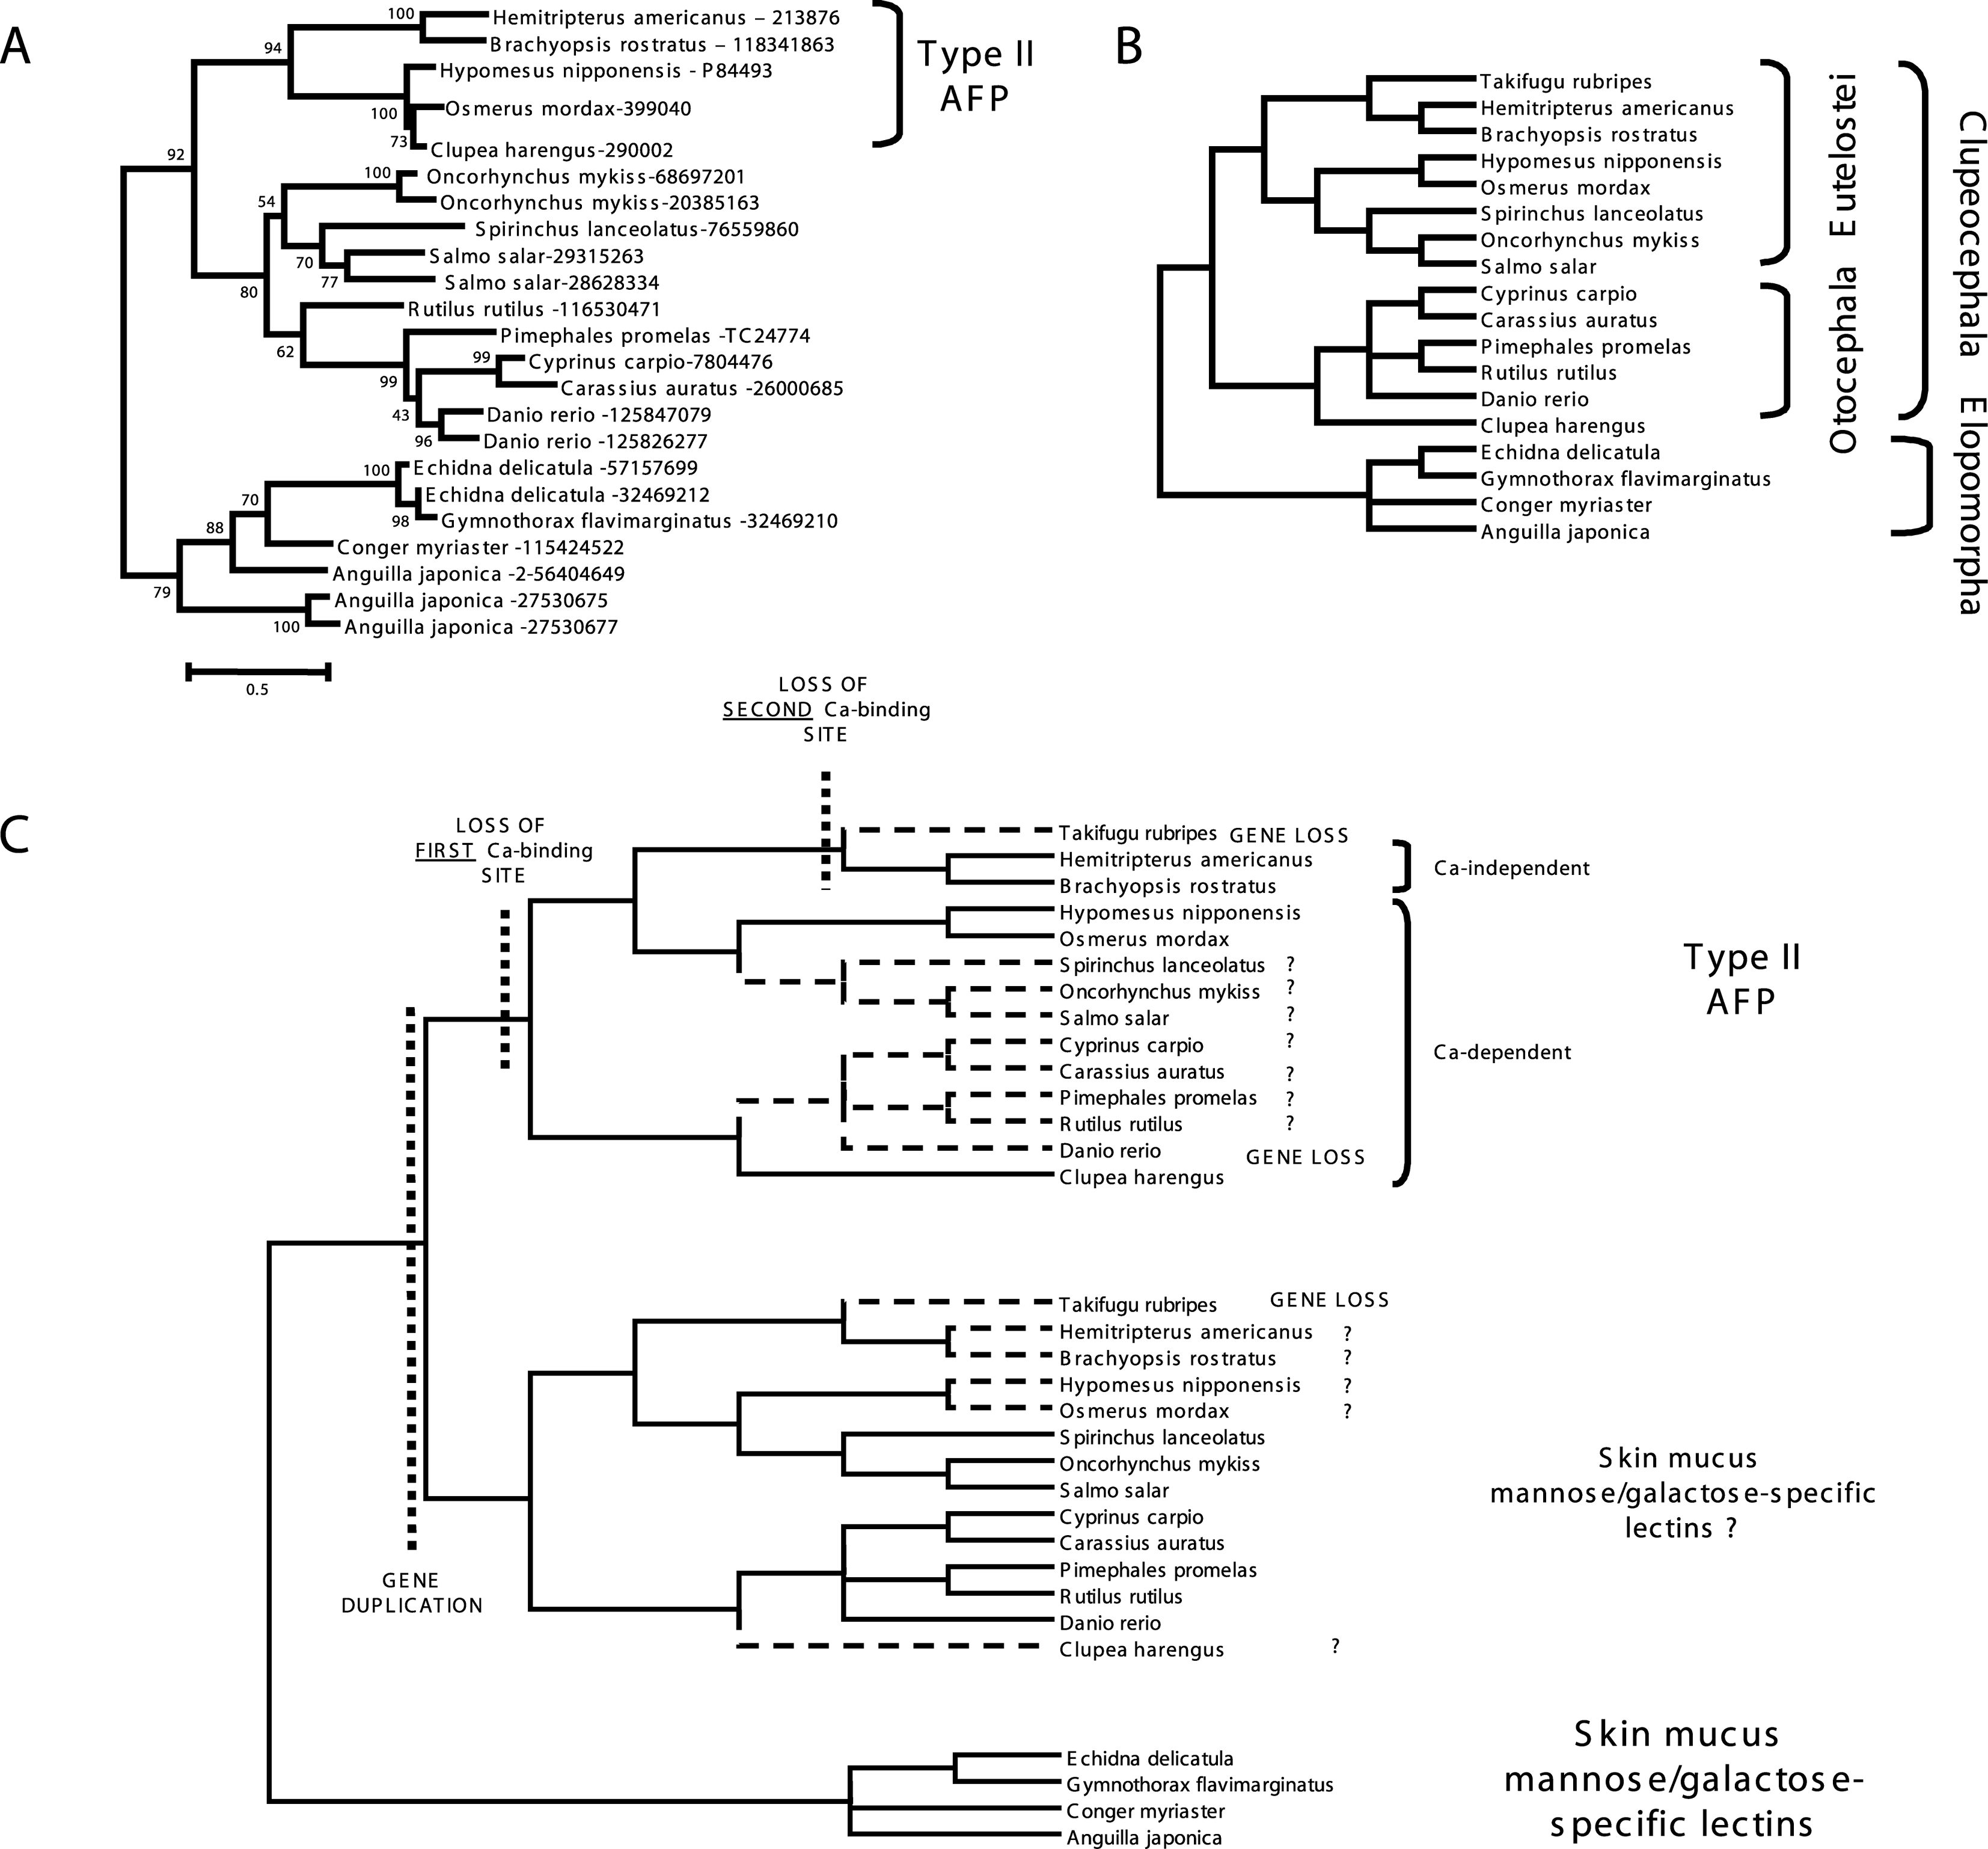 A
100
Hemitripterus americanus – 213876
94
Brachyopsis rostratus – 118341863
Hypomesus nipponensis - P84493
100
Osmerus mordax-399040
73
Clupea harengus-290002
Type II
AFP
92
100
Oncorhynchus mykiss-68697201
54
Oncorhynchus mykiss-20385163
Spirinchus lanceolatus-76559860
70
Salmo salar-29315263
77
Salmo salar-28628334
80
Rutilus rutilus -116530471
62
Pimephales promelas -TC24774
99
Cyprinus carpio-7804476
99
Carassius auratus -26000685
43
Danio rerio -125847079
96
Danio rerio -125826277
100
Echidna delicatula -57157699
70
Echidna delicatula -32469212
98
Gymnothorax flavimarginatus -32469210
88
Conger myriaster -115424522
Anguilla japonica -2-56404649
79
Anguilla japonica -27530675
100
Anguilla japonica -27530677
0.5
B
Takifugu rubripes
Hemitripterus americanus
Brachyopsis rostratus
Hypomesus nipponensis
Osmerus mordax
Spirinchus lanceolatus
Oncorhynchus mykiss
Salmo salar
Cyprinus carpio
Carassius auratus
Pimephales promelas
Rutilus rutilus
Danio rerio
Clupea harengus
Echidna delicatula
Gymnothorax flavimarginatus
Conger myriaster
Anguilla japonica
Otocephala Eutelostei
Clupeocephala Elopomorpha
C
LOSS OF
SECOND Ca-binding
SITE
LOSS OF
FIRST Ca-binding
SITE
GENE
DUPLICATION
Takifugu rubripes GENE LOSS
Hemitripterus americanus
Brachyopsis rostratus
Hypomesus nipponensis
Osmerus mordax
Spirinchus lanceolatus ?
Oncorhynchus mykiss ?
Salmo salar ?
Cyprinus carpio ?
Carassius auratus ?
Pimephales promelas ?
Rutilus rutilus ?
Danio rerio GENE LOSS
Clupea harengus
Ca-independent
Ca-dependent
Type II
AFP
Takifugu rubripes GENE LOSS
Hemitripterus americanus ?
Brachyopsis rostratus ?
Hypomesus nipponensis ?
Osmerus mordax ?
Spirinchus lanceolatus
Oncorhynchus mykiss
Salmo salar
Cyprinus carpio
Carassius auratus
Pimephales promelas
Rutilus rutilus
Danio rerio
Clupea harengus ?
Skin mucus
mannose/galactose-specific
lectins ?
Echidna delicatula
Gymnothorax flavimarginatus
Conger myriaster
Anguilla japonica
Skin mucus
mannose/galactose-
specific lectins